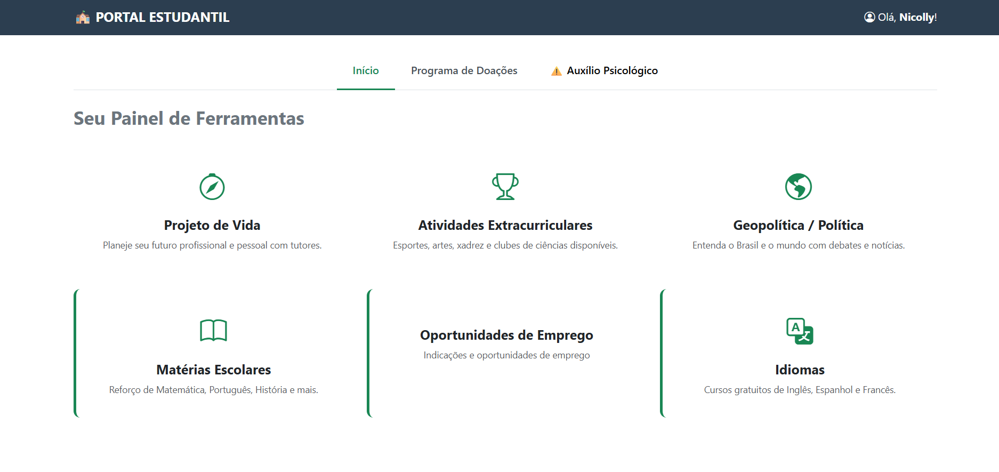 PORTAL ESTUDANTIL
Olá, Nicolly!
Início
Programa de Doações
Auxílio Psicológico
Seu Painel de Ferramentas
Projeto de Vida
Planeje seu futuro profissional e pessoal com tutores.
Atividades Extracurriculares
Esportes, artes, xadrez e clubes de ciências disponíveis.
Geopolítica / Política
Entenda o Brasil e o mundo com debates e notícias.
Matérias Escolares
Reforço de Matemática, Português, História e mais.
Oportunidades de Emprego
Indicações e oportunidades de emprego
A
Idiomas
Cursos gratuitos de Inglês, Espanhol e Francês.